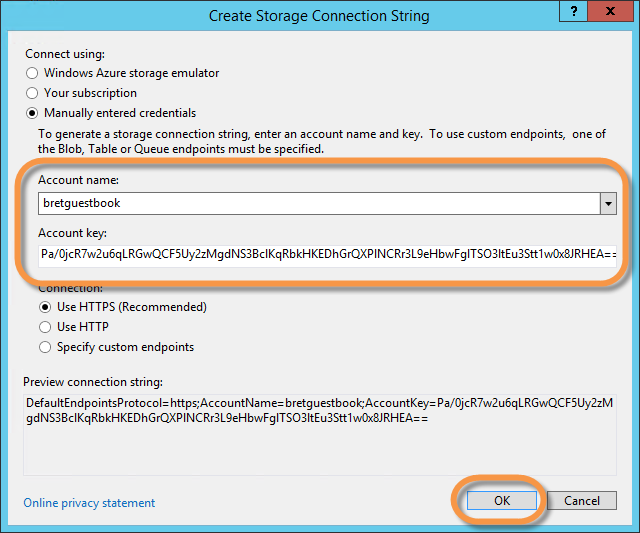 Create Storage Connection String
?
x
Connect using:
Windows Azure storage emulator
Your subscription
Manually entered credentials
To generate a storage connection string, enter an account name and key. To use custom endpoints, one of
the Blob, Table or Queue endpoints must be specified.
Account name:
bretguestbook
Account key:
Pa/0jcR7w2u6qLRGwQCF5Uy2zMgdNS3BcIKqRbkHKEDhGrQXPINCRr3L9eHbwFgITSO3ItEu3Stt1w0x8JRHEA==
Connection:
Use HTTPS (Recommended)
Use HTTP
Specify custom endpoints
Preview connection string:
DefaultEndpointsProtocol=https;AccountName=bretguestbook;AccountKey=Pa/0jcR7w2u6qLRGwQCF5Uy2zM
gdNS3BcIKqRbkHKEDhGrQXPINCRr3L9eHbwFgITSO3ItEu3Stt1w0x8JRHEA==
Online privacy statement
OK
Cancel